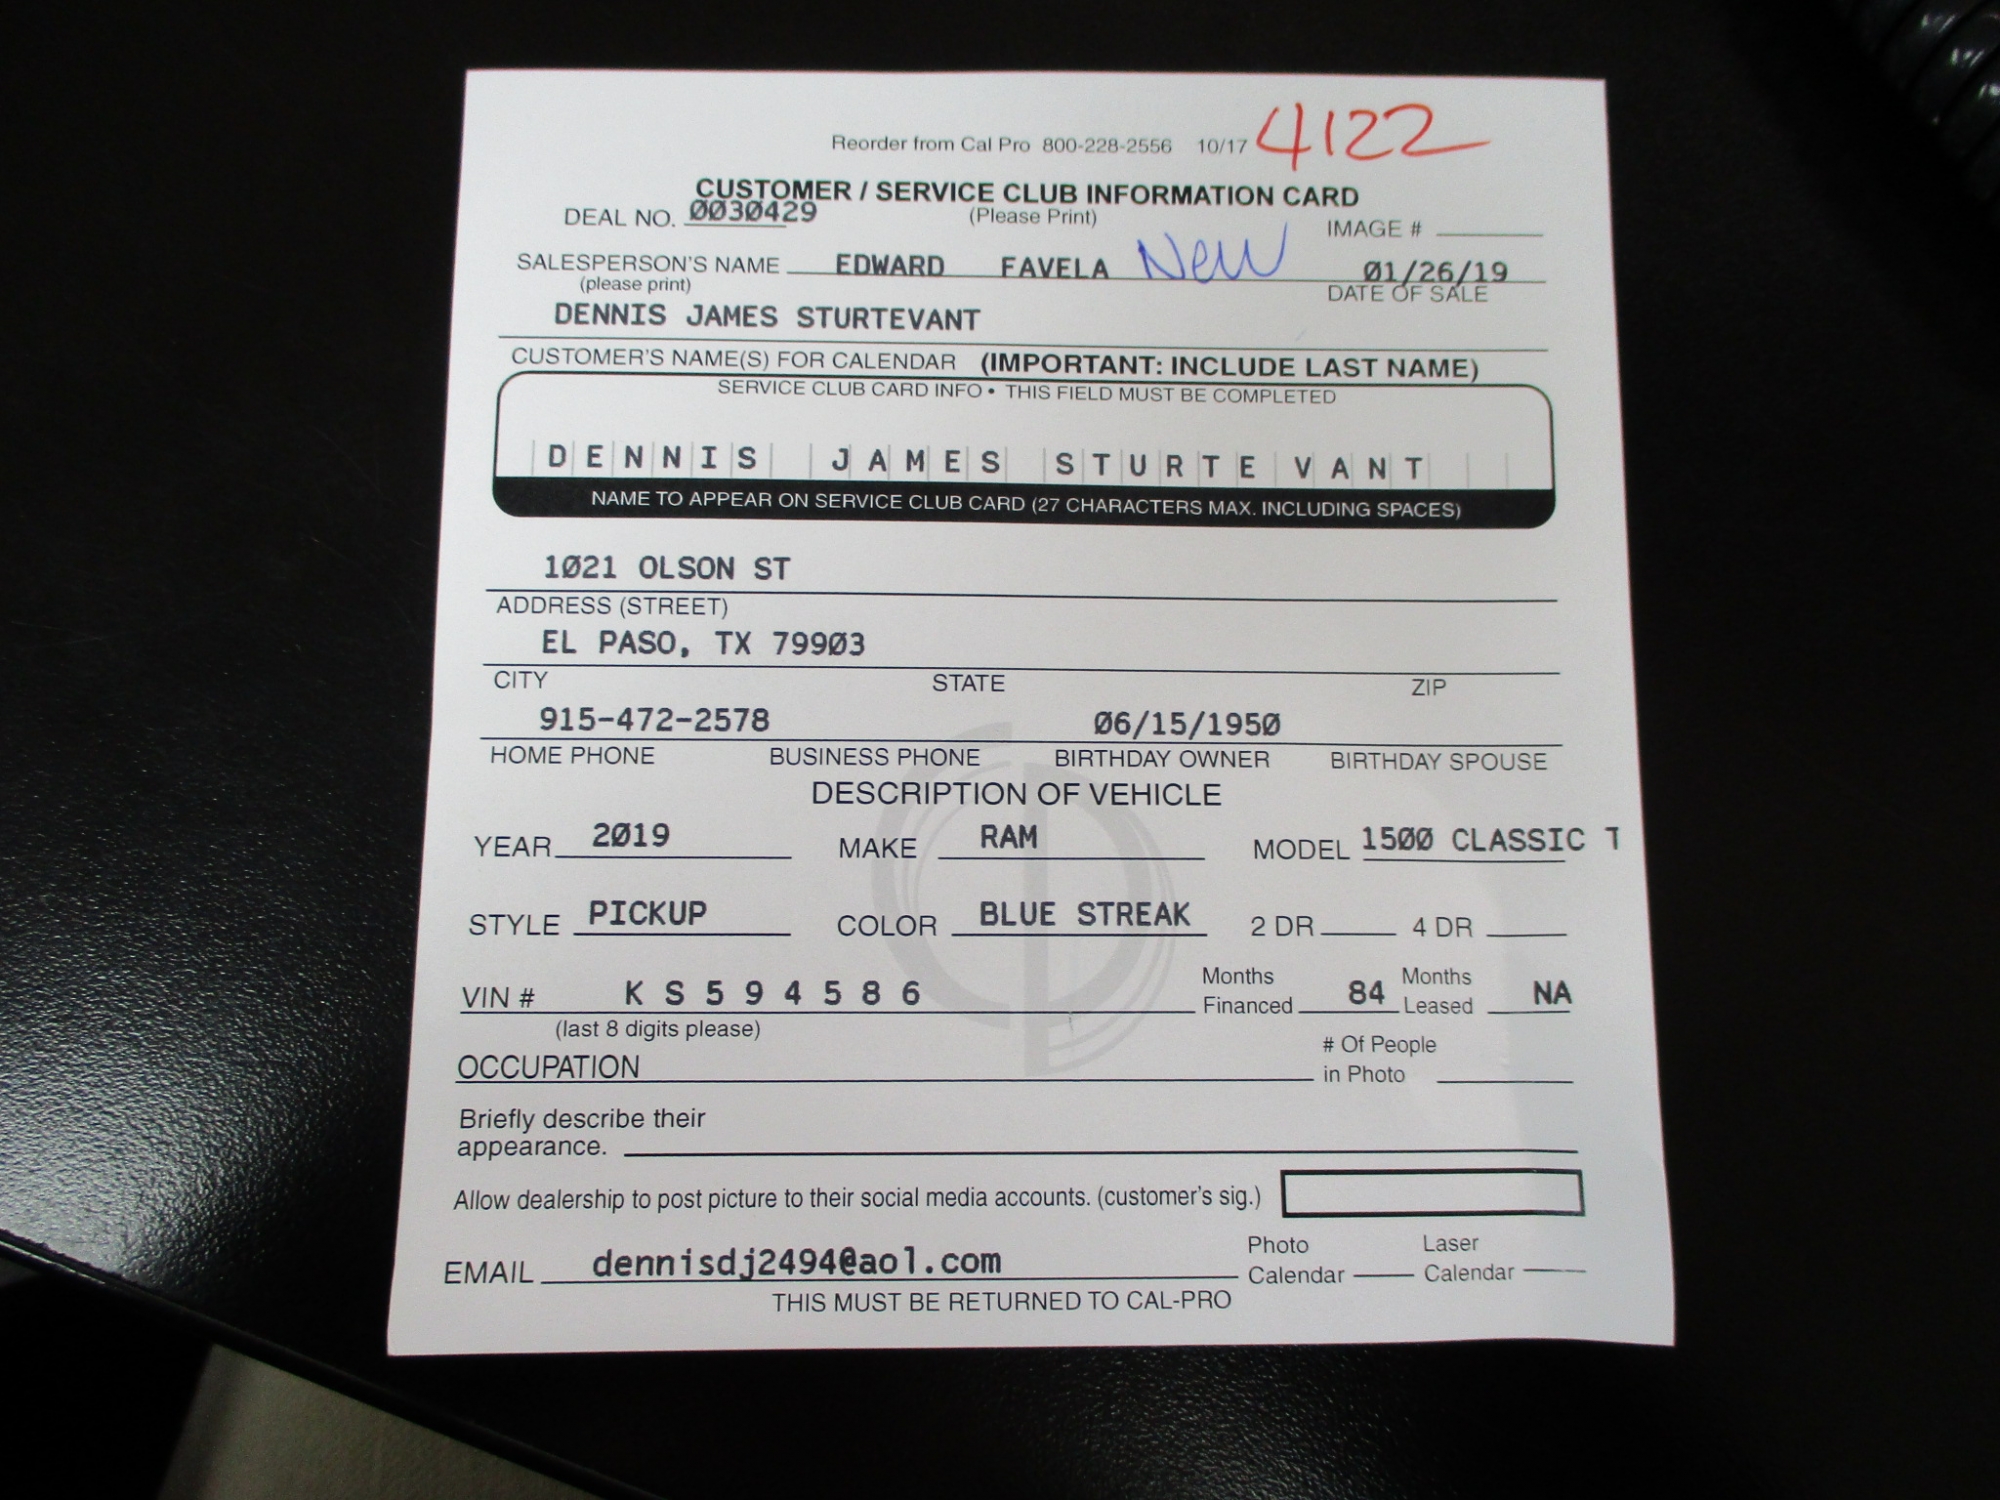 Reorder from Cal Pro 800-228-2556 10/17 4122
CUSTOMER / SERVICE CLUB INFORMATION CARD
DEAL NO. 0030429 (Please Print) IMAGE #
SALESPERSON'S NAME EDWARD FAVELA New 01/26/19
(please print) DATE OF SALE
DENNIS JAMES STURTEVANT
CUSTOMER'S NAME(S) FOR CALENDAR (IMPORTANT: INCLUDE LAST NAME)
SERVICE CLUB CARD INFO • THIS FIELD MUST BE COMPLETED
DENNIS JAMES STURTEVANT
NAME TO APPEAR ON SERVICE CLUB CARD (27 CHARACTERS MAX. INCLUDING SPACES)
1021 OLSON ST
ADDRESS (STREET)
EL PASO, TX 79903
CITY STATE ZIP
915-472-2578 06/15/1950
HOME PHONE BUSINESS PHONE BIRTHDAY OWNER BIRTHDAY SPOUSE
DESCRIPTION OF VEHICLE
YEAR 2019 MAKE RAM MODEL 1500 CLASSIC T
STYLE PICKUP COLOR BLUE STREAK 2 DR 4 DR
VIN # KS594586 Months Financed 84 Months Leased NA
(last 8 digits please)
OCCUPATION # Of People in Photo
Briefly describe their
appearance.
Allow dealership to post picture to their social media accounts. (customer's sig.)
EMAIL dennisdj2494@aol.com Photo Calendar Laser Calendar
THIS MUST BE RETURNED TO CAL-PRO